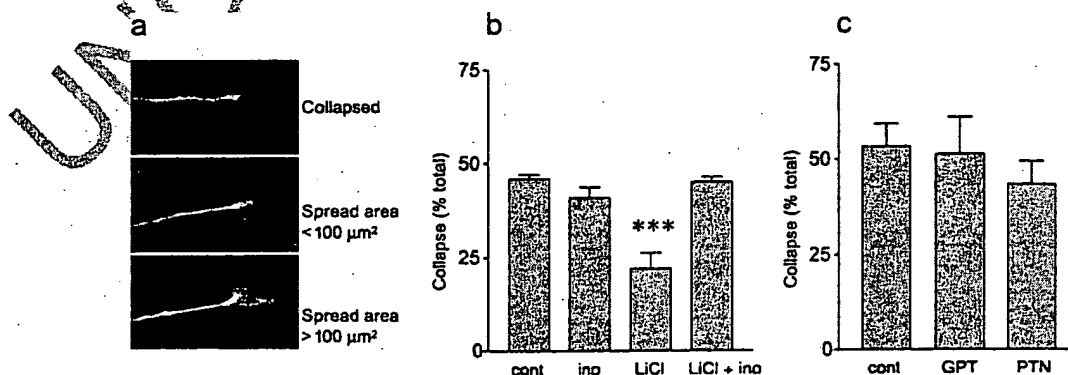 a
Collapsed
Spread area
<100 µm²
Spread area
>100 µm²
b
Collapse (% total)
75
50
25
0
***
cont
ino
LiCl
LiCl + ino
c
Collapse (% total)
75
50
25
0
cont
GPT
PTN